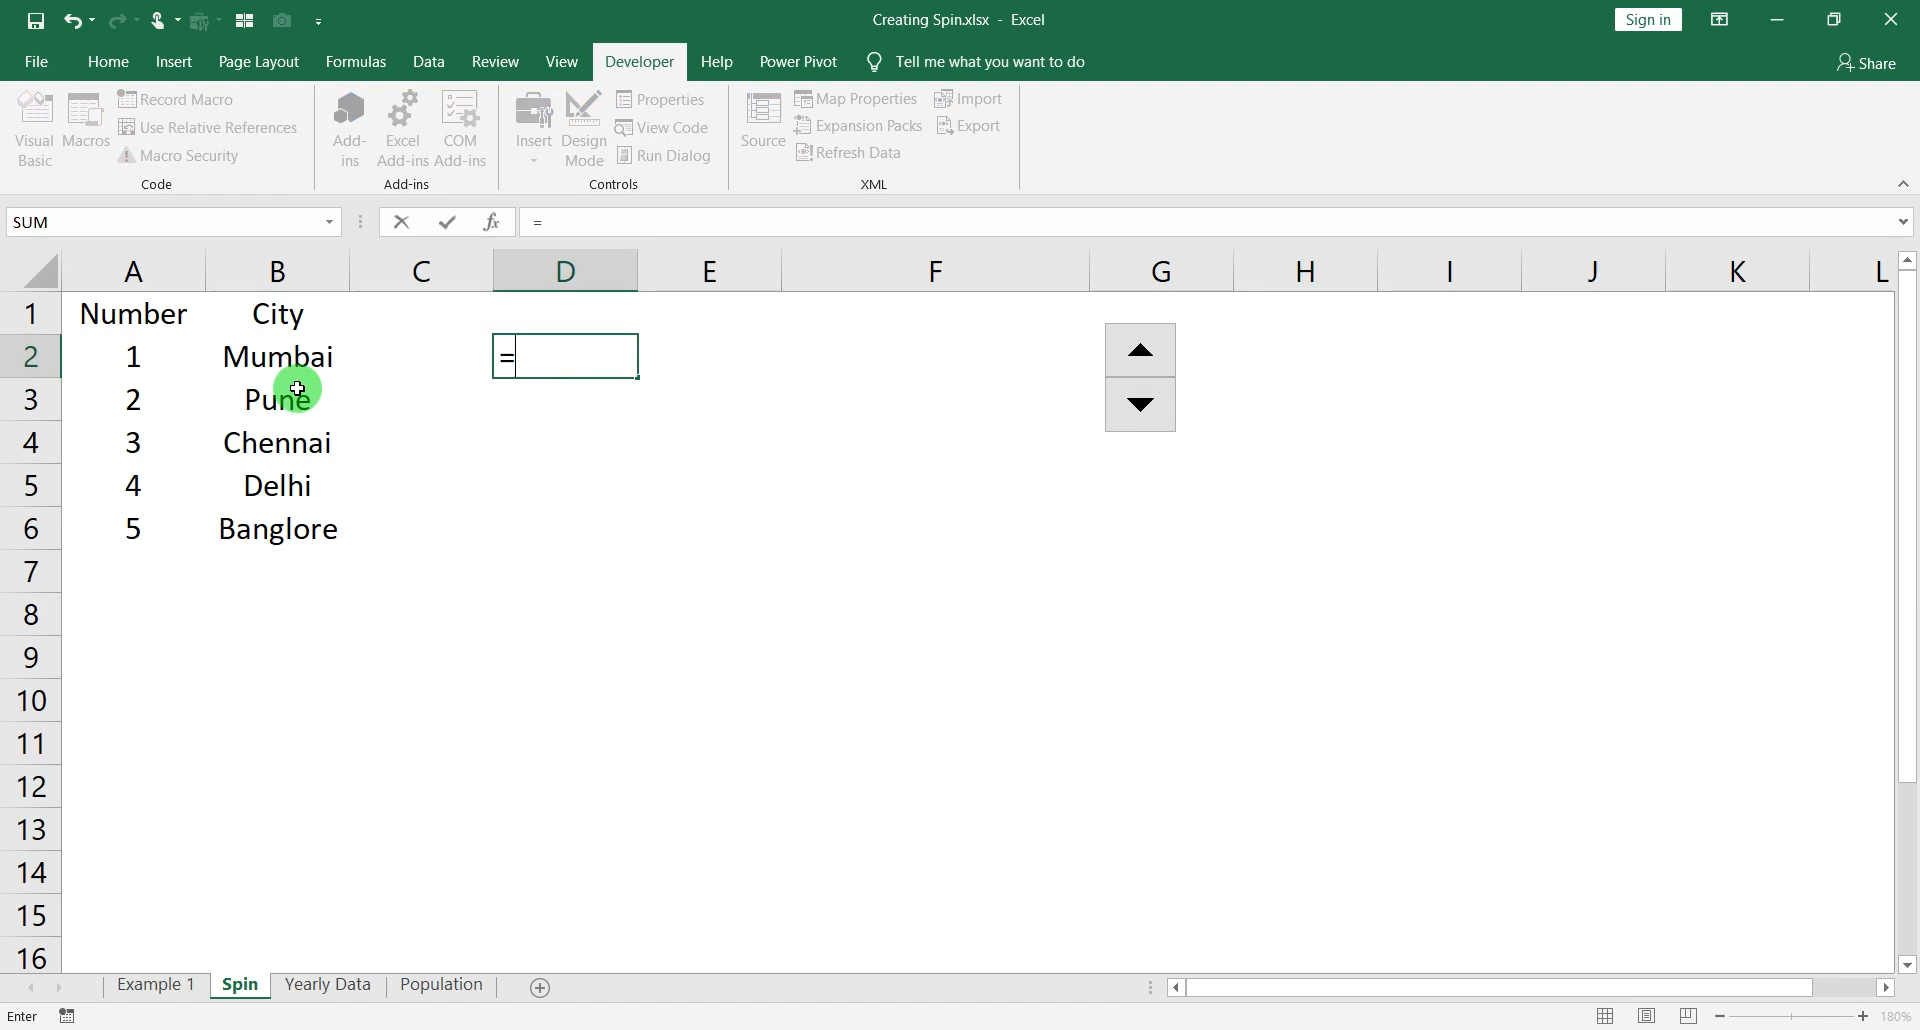 Creating Spin.xlsx - Excel
Sign in
File Home Insert Page Layout Formulas Data Review View Developer Help Power Pivot Tell me what you want to do
Share
Visual Basic
Macros
Record Macro
Use Relative References
Macro Security
Code
Add-ins
Excel Add-ins
COM Add-ins
Add-ins
Insert
Design Mode
Properties
View Code
Run Dialog
Controls
Source
Map Properties
Expansion Packs
Refresh Data
Import
Export
XML
SUM fx =
A B C D E F G H I J K L
1 Number City
2 1 Mumbai =
3 2 Pune
4 3 Chennai
5 4 Delhi
6 5 Banglore
7
8
9
10
11
12
13
14
15
16
Example 1 Spin Yearly Data Population
Enter 180%